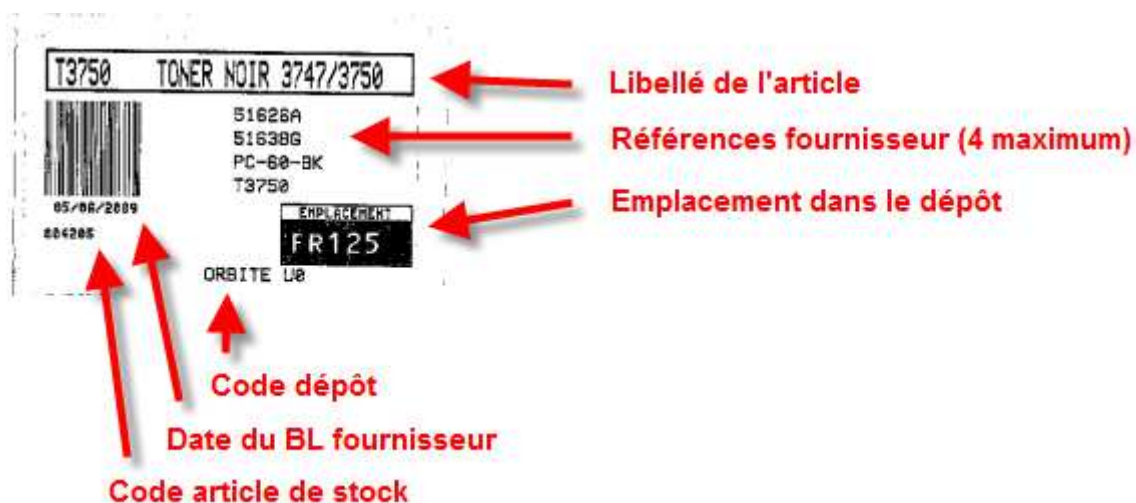 T3750 TONER NOIR 3747/3750
Libellé de l'article
51626A
51638G
Références fournisseur (4 maximum)
PC-60-BK
T3750
05/06/2009
EMPLACEMENT
Emplacement dans le dépôt
804205
FR125
ORBITE U0
Code dépôt
Date du BL fournisseur
Code article de stock